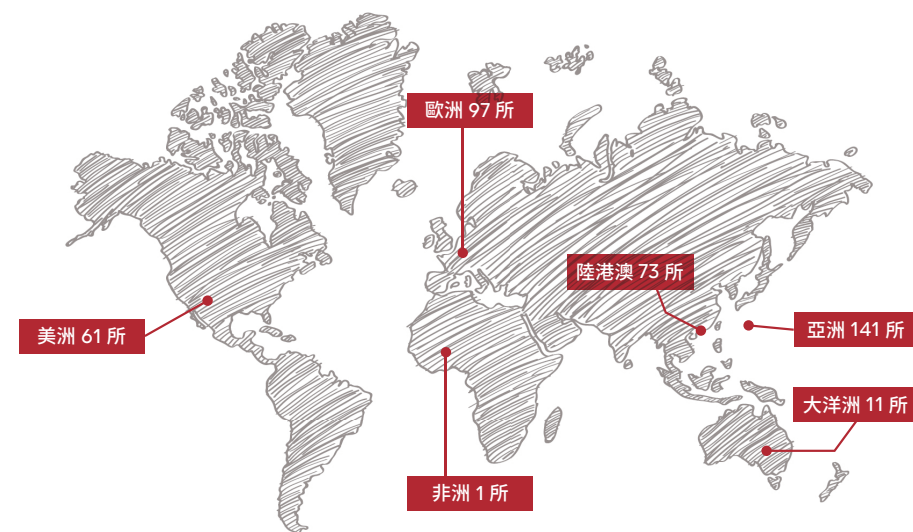 歐洲 97 所
陸港澳 73 所
美洲 61 所
亞洲 141 所
大洋洲 11 所
非洲 1 所